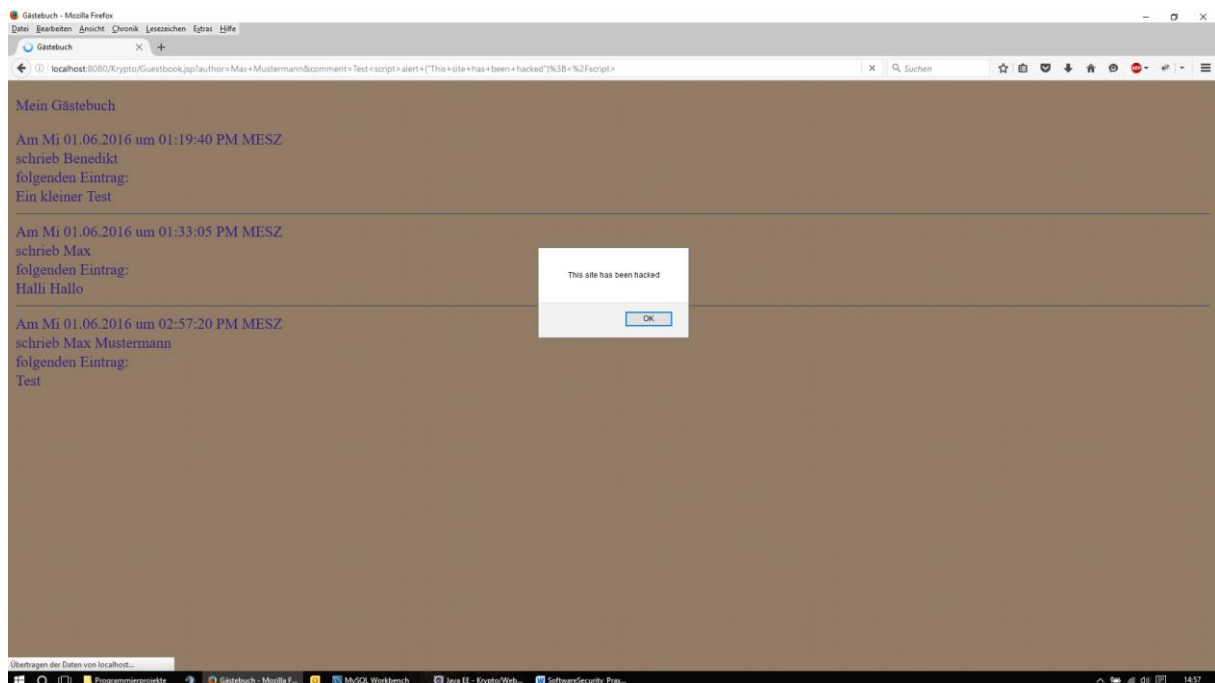 Gästebuch - Mozilla Firefox
Datei Bearbeiten Ansicht Chronik Lesezeichen Extras Hilfe
Gästebuch
localhost:8080/Krypto/Guestbook.jsp?author=Max+Mustermann&comment=Test<script>alert+("This+site+has+been+hacked")%3B<%2Fscript>
Suchen
Mein Gästebuch
Am Mi 01.06.2016 um 01:19:40 PM MESZ
schrieb Benedikt
folgenden Eintrag:
Ein kleiner Test
Am Mi 01.06.2016 um 01:33:05 PM MESZ
schrieb Max
folgenden Eintrag:
Halli Hallo
This site has been hacked
OK
Am Mi 01.06.2016 um 02:57:20 PM MESZ
schrieb Max Mustermann
folgenden Eintrag:
Test
Übertragen der Daten von localhost...
Programmierprojekte
Gästebuch - Mozilla F...
MySQL Workbench
Java EE - Krypto/Web...
SoftwareSecurity_Prax...
14:57